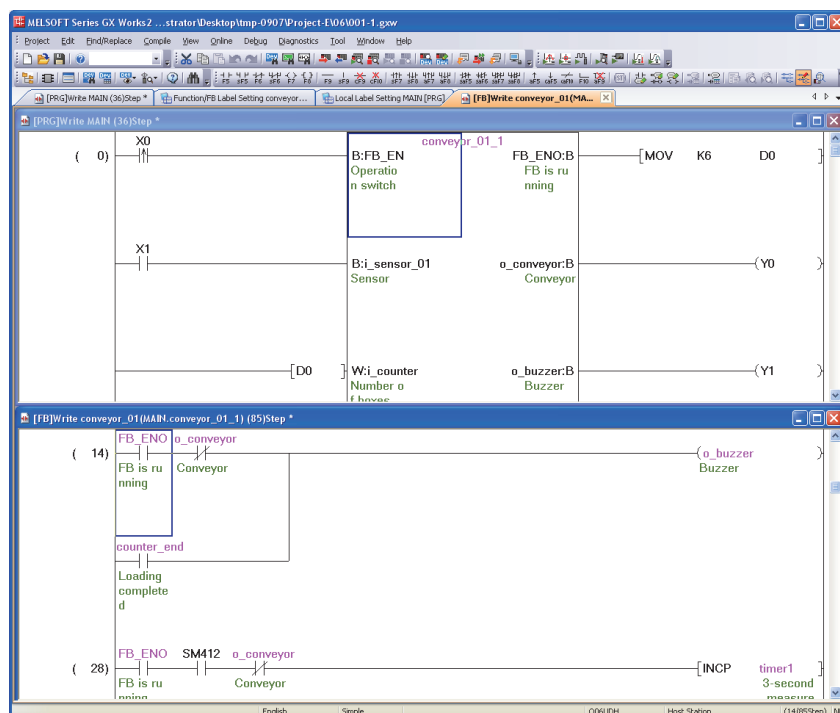 MELSOFT Series GX Works2 ...strator\Desktop\tmp-0907\Project-E\06\001-1.gxw
Project Edit Find/Replace Compile View Online Debug Diagnostics Tool Window Help
[PRG]Write MAIN (36)Step * Function/FB Label Setting conveyor... Local Label Setting MAIN [PRG] [FB]Write conveyor_01(MA...
[PRG]Write MAIN (36)Step *
conveyor_01_1
X0
( 0) B:FB_EN FB_ENO:B [MOV K6 D0 ]
Operatio FB is ru
n switch nning
X1
B:i_sensor_01 o_conveyor:B (Y0 )
Sensor Conveyor
[D0 ] W:i_counter o_buzzer:B (Y1 )
Number o Buzzer
f boxes
[FB]Write conveyor_01(MAIN.conveyor_01_1) (85)Step *
FB_ENO o_conveyor
( 14) (o_buzzer )
FB is ru Conveyor Buzzer
nning
counter_end
Loading
complete
d
FB_ENO SM412 o_conveyor
( 28) [INCP timer1 ]
FB is ru Conveyor 3-second
nning measure
English Simple Q06UDH Host Station (14/85Step)